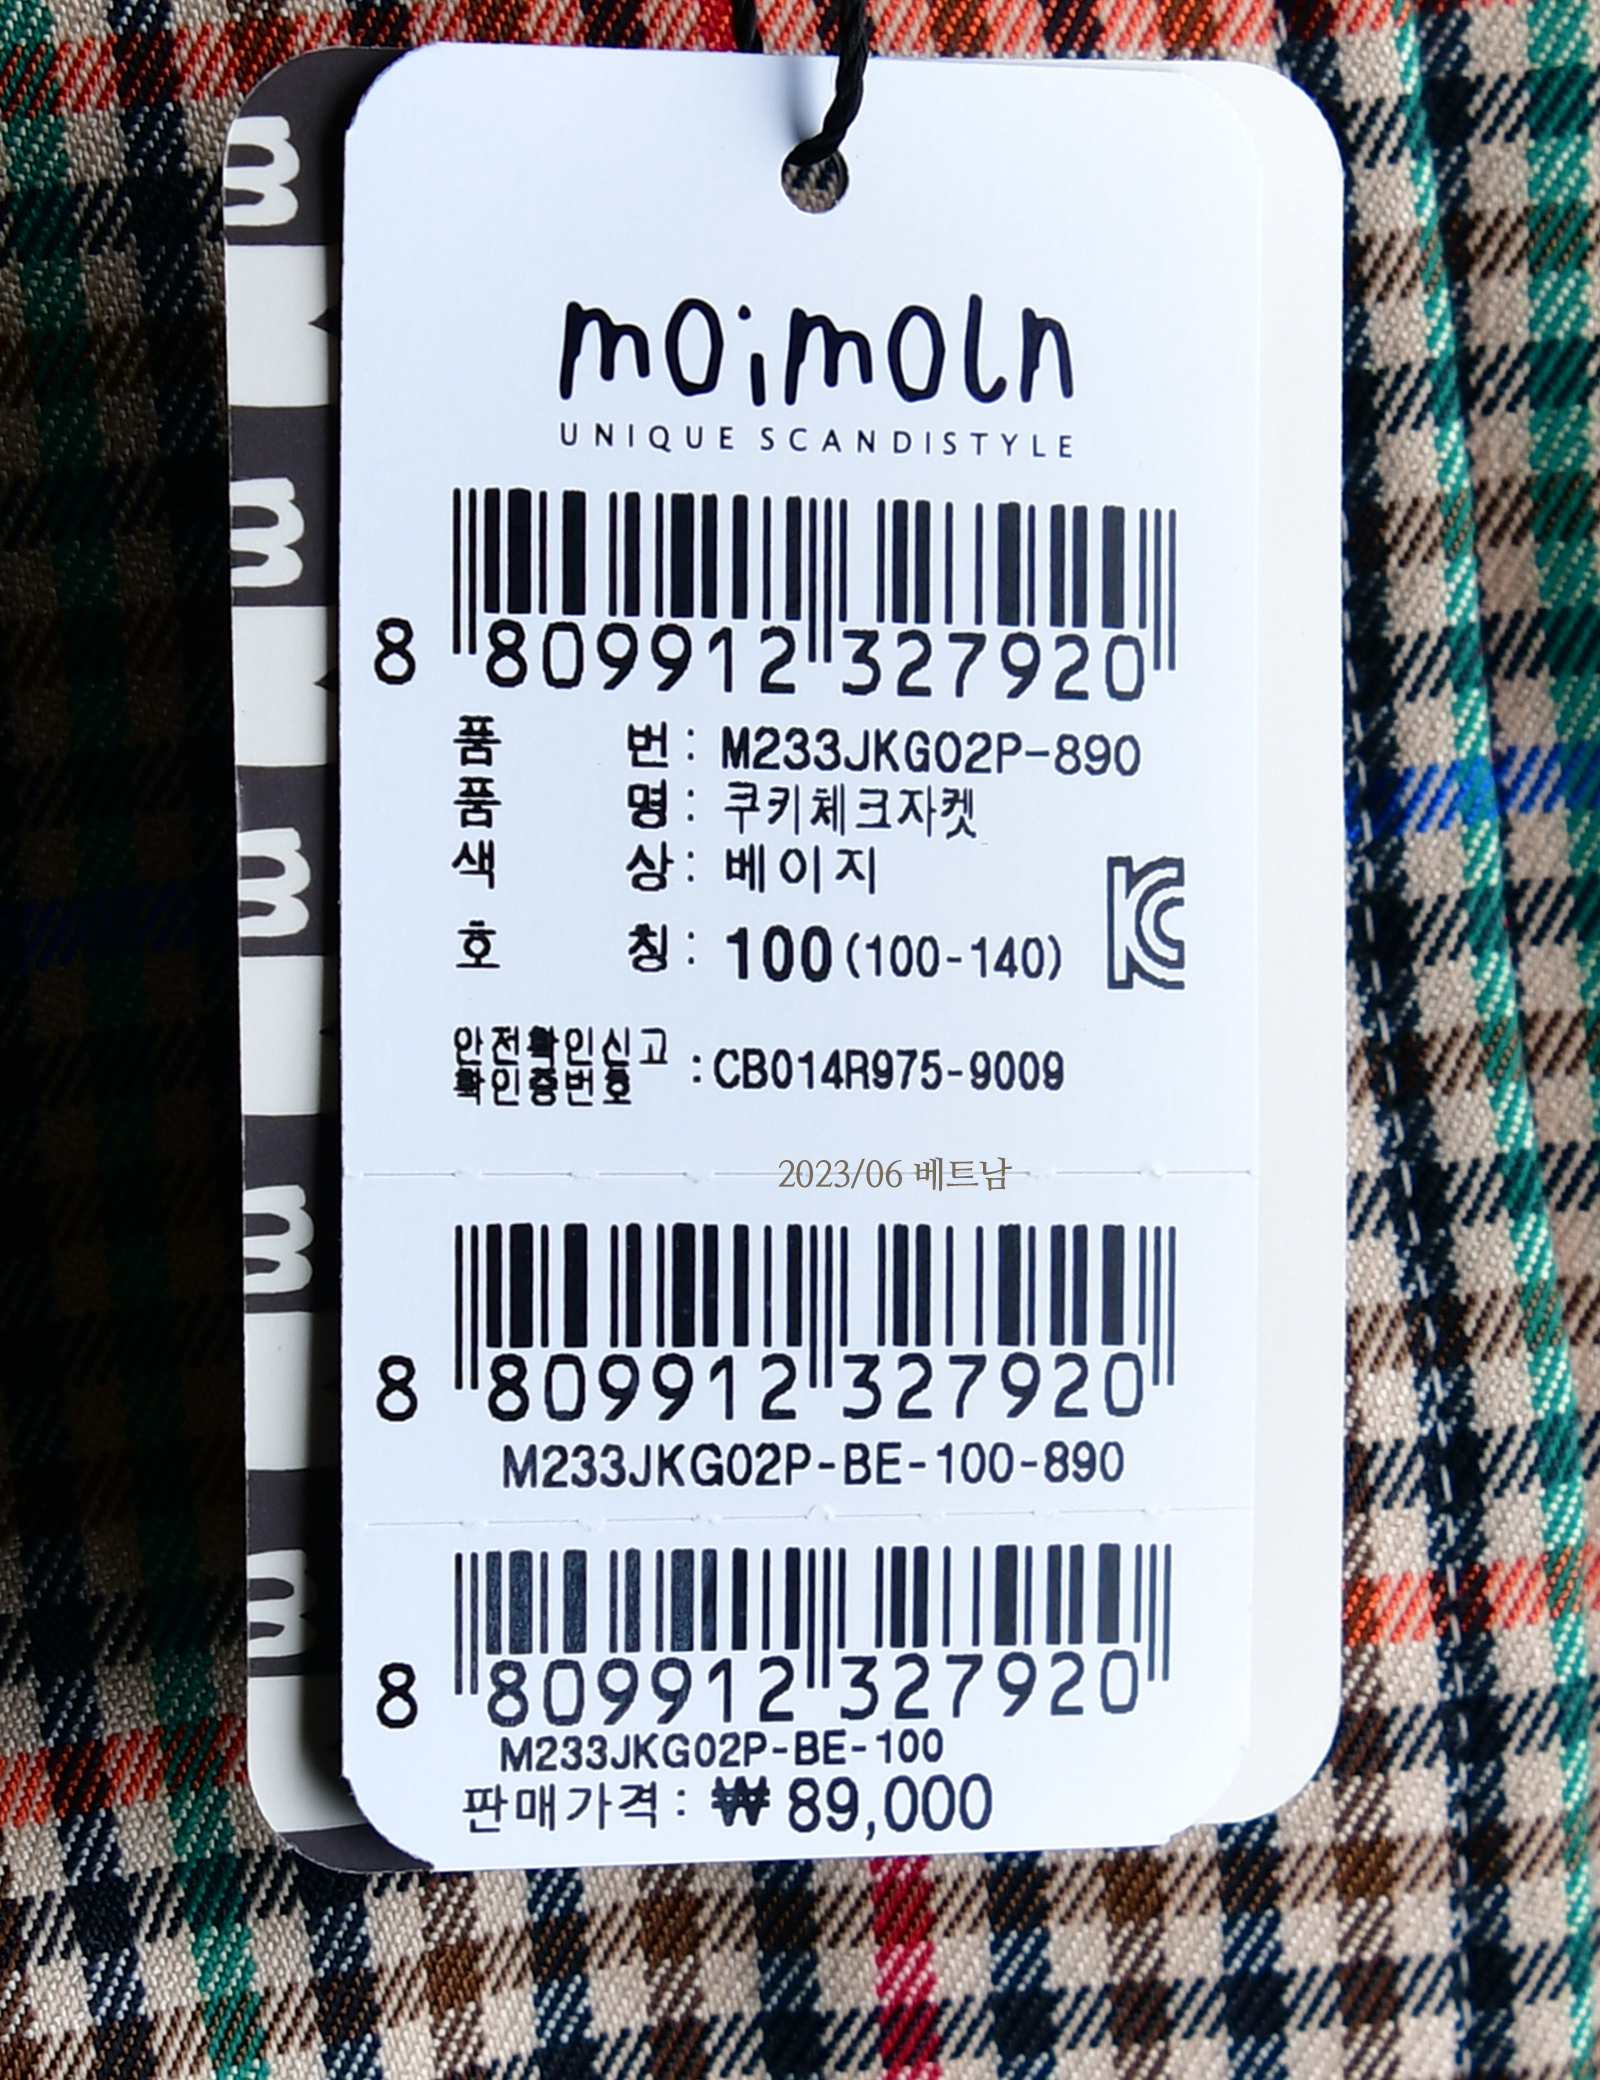 moimoln
UNIQUE SCANDISTYLE
8 809912 327920
품 번 : M233JKG02P-890
품 명 : 쿠키체크자켓
색 상 : 베이지
호 칭 : 100(100-140)
안전확인신고
확인증번호 : CB014R975-9009
2023/06 베트남
8 809912 327920
M233JKG02P-BE-100-890
8 809912 327920
M233JKG02P-BE-100
판매가격 : ₩ 89,000